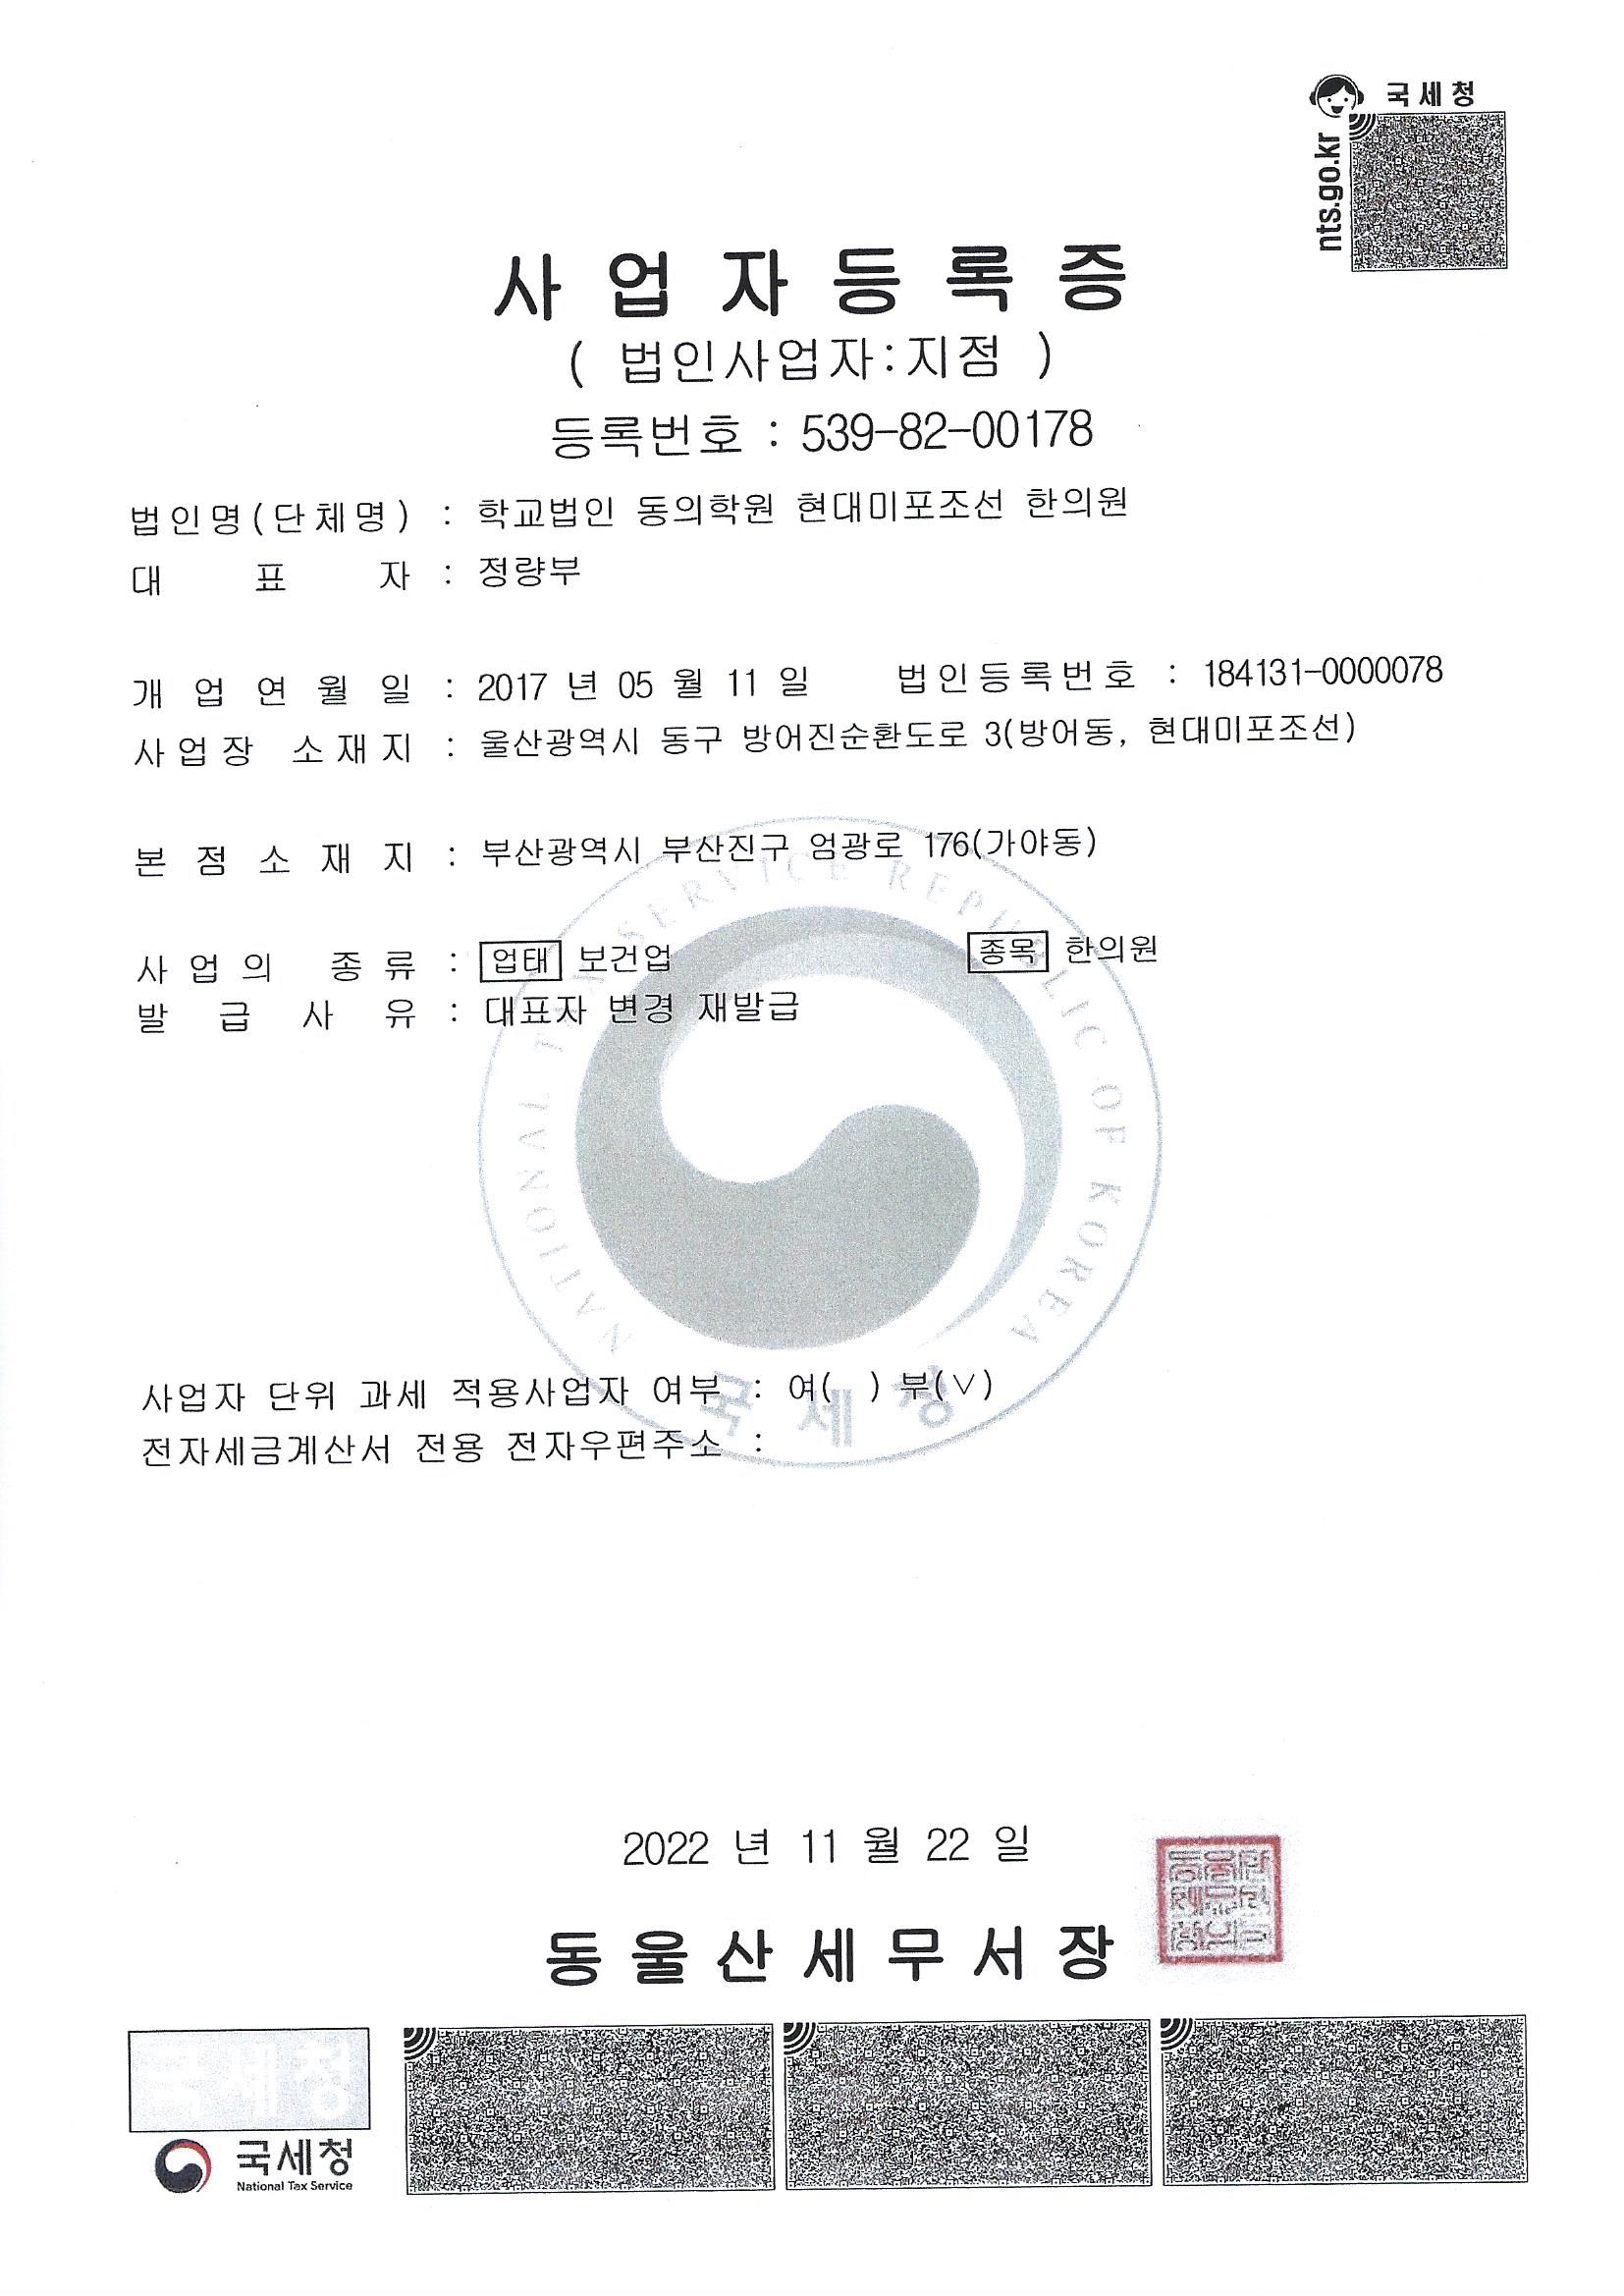 국세청
nts.go.kr
사업자등록증
( 법인사업자:지점 )
등록번호 : 539-82-00178
법인명(단체명) : 학교법인 동의학원 현대미포조선 한의원
대 표 자 : 정량부
개 업 연 월 일 : 2017 년 05 월 11 일 법인등록번호 : 184131-0000078
사업장 소재지 : 울산광역시 동구 방어진순환도로 3(방어동, 현대미포조선)
본 점 소 재 지 : 부산광역시 부산진구 엄광로 176(가야동)
사 업 의 종 류 : 업태 보건업 종목 한의원
발 급 사 유 : 대표자 변경 재발급
NATIONAL TAX SERVICE REPUBLIC OF KOREA
국세청
사업자 단위 과세 적용사업자 여부 : 여( ) 부(∨)
전자세금계산서 전용 전자우편주소 :
2022 년 11 월 22 일
동울산세무서장
국세청
국세청
National Tax Service